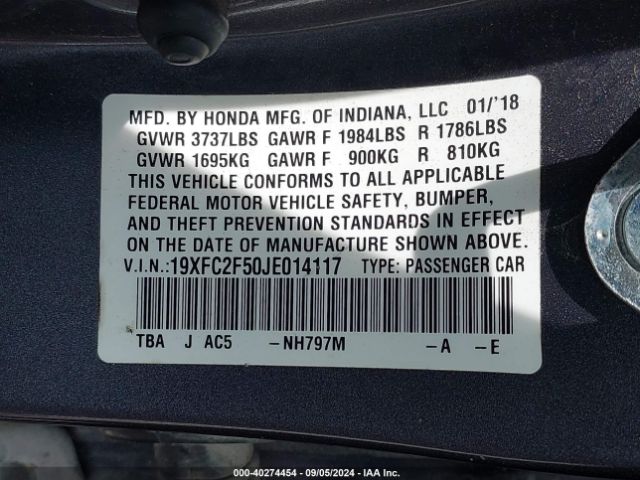 MFD. BY HONDA MFG. OF INDIANA, LLC 01/'18
GVWR 3737LBS GAWR F 1984LBS R 1786LBS
GVWR 1695KG GAWR F 900KG R 810KG
THIS VEHICLE CONFORMS TO ALL APPLICABLE
FEDERAL MOTOR VEHICLE SAFETY, BUMPER,
AND THEFT PREVENTION STANDARDS IN EFFECT
ON THE DATE OF MANUFACTURE SHOWN ABOVE.
V.I.N.:19XFC2F50JE014117 TYPE: PASSENGER CAR
TBA J AC5 -NH797M -A -E
000-40274454 - 09/05/2024 - IAA Inc.